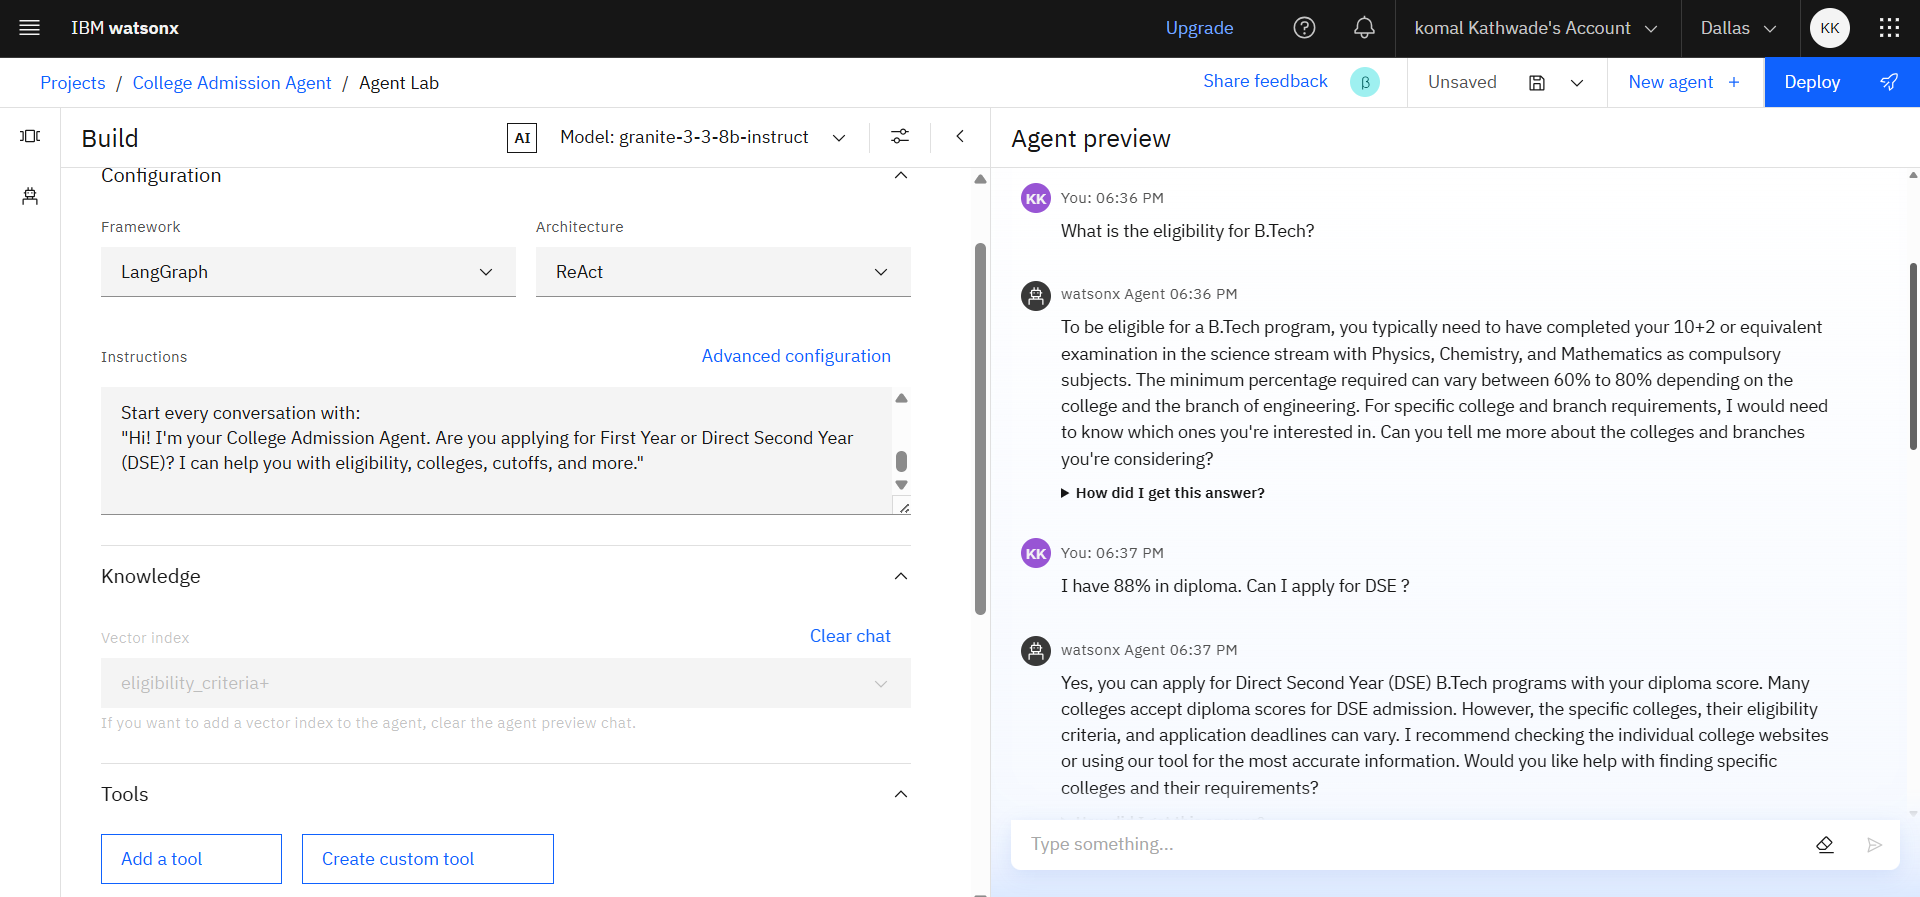 IBM watsonx
Upgrade
komal Kathwade's Account
Dallas
KK
Projects / College Admission Agent / Agent Lab
Share feedback
β
Unsaved
New agent +
Deploy
Build
AI
Model: granite-3-3-8b-instruct
Configuration
Framework
Architecture
LangGraph
ReAct
Instructions
Advanced configuration
Start every conversation with:
"Hi! I'm your College Admission Agent. Are you applying for First Year or Direct Second Year
(DSE)? I can help you with eligibility, colleges, cutoffs, and more."
Knowledge
Vector index
Clear chat
eligibility_criteria+
If you want to add a vector index to the agent, clear the agent preview chat.
Tools
Add a tool
Create custom tool
Agent preview
KK
You: 06:36 PM
What is the eligibility for B.Tech?
watsonx Agent 06:36 PM
To be eligible for a B.Tech program, you typically need to have completed your 10+2 or equivalent
examination in the science stream with Physics, Chemistry, and Mathematics as compulsory
subjects. The minimum percentage required can vary between 60% to 80% depending on the
college and the branch of engineering. For specific college and branch requirements, I would need
to know which ones you're interested in. Can you tell me more about the colleges and branches
you're considering?
How did I get this answer?
KK
You: 06:37 PM
I have 88% in diploma. Can I apply for DSE ?
watsonx Agent 06:37 PM
Yes, you can apply for Direct Second Year (DSE) B.Tech programs with your diploma score. Many
colleges accept diploma scores for DSE admission. However, the specific colleges, their eligibility
criteria, and application deadlines can vary. I recommend checking the individual college websites
or using our tool for the most accurate information. Would you like help with finding specific
colleges and their requirements?
Type something...